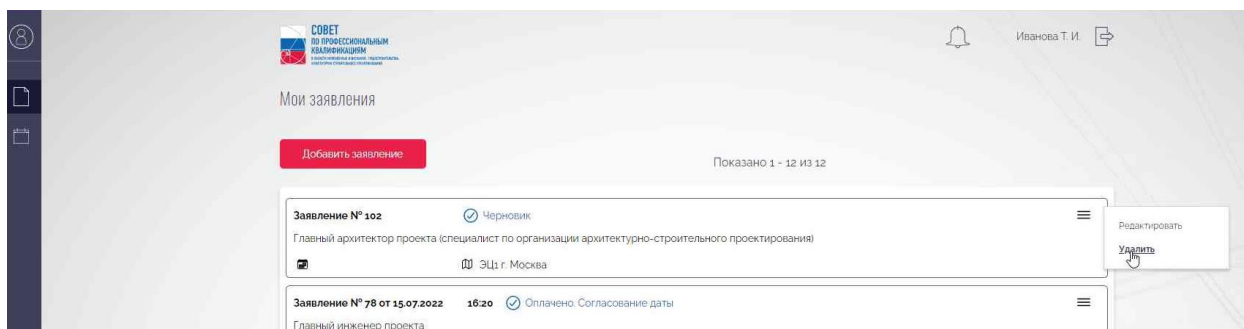 СОВЕТ
ПО ПРОФЕССИОНАЛЬНЫМ
КВАЛИФИКАЦИЯМ
Иванова Т. И.
Мои заявления
Добавить заявление
Показано 1 - 12 из 12
Заявление № 102 Черновик
Редактировать
Главный архитектор проекта (специалист по организации архитектурно-строительного проектирования)
Удалить
ЭЦ1 г. Москва
Заявление № 78 от 15.07.2022 16:20 Оплачено. Согласование даты
Главный инженер проекта